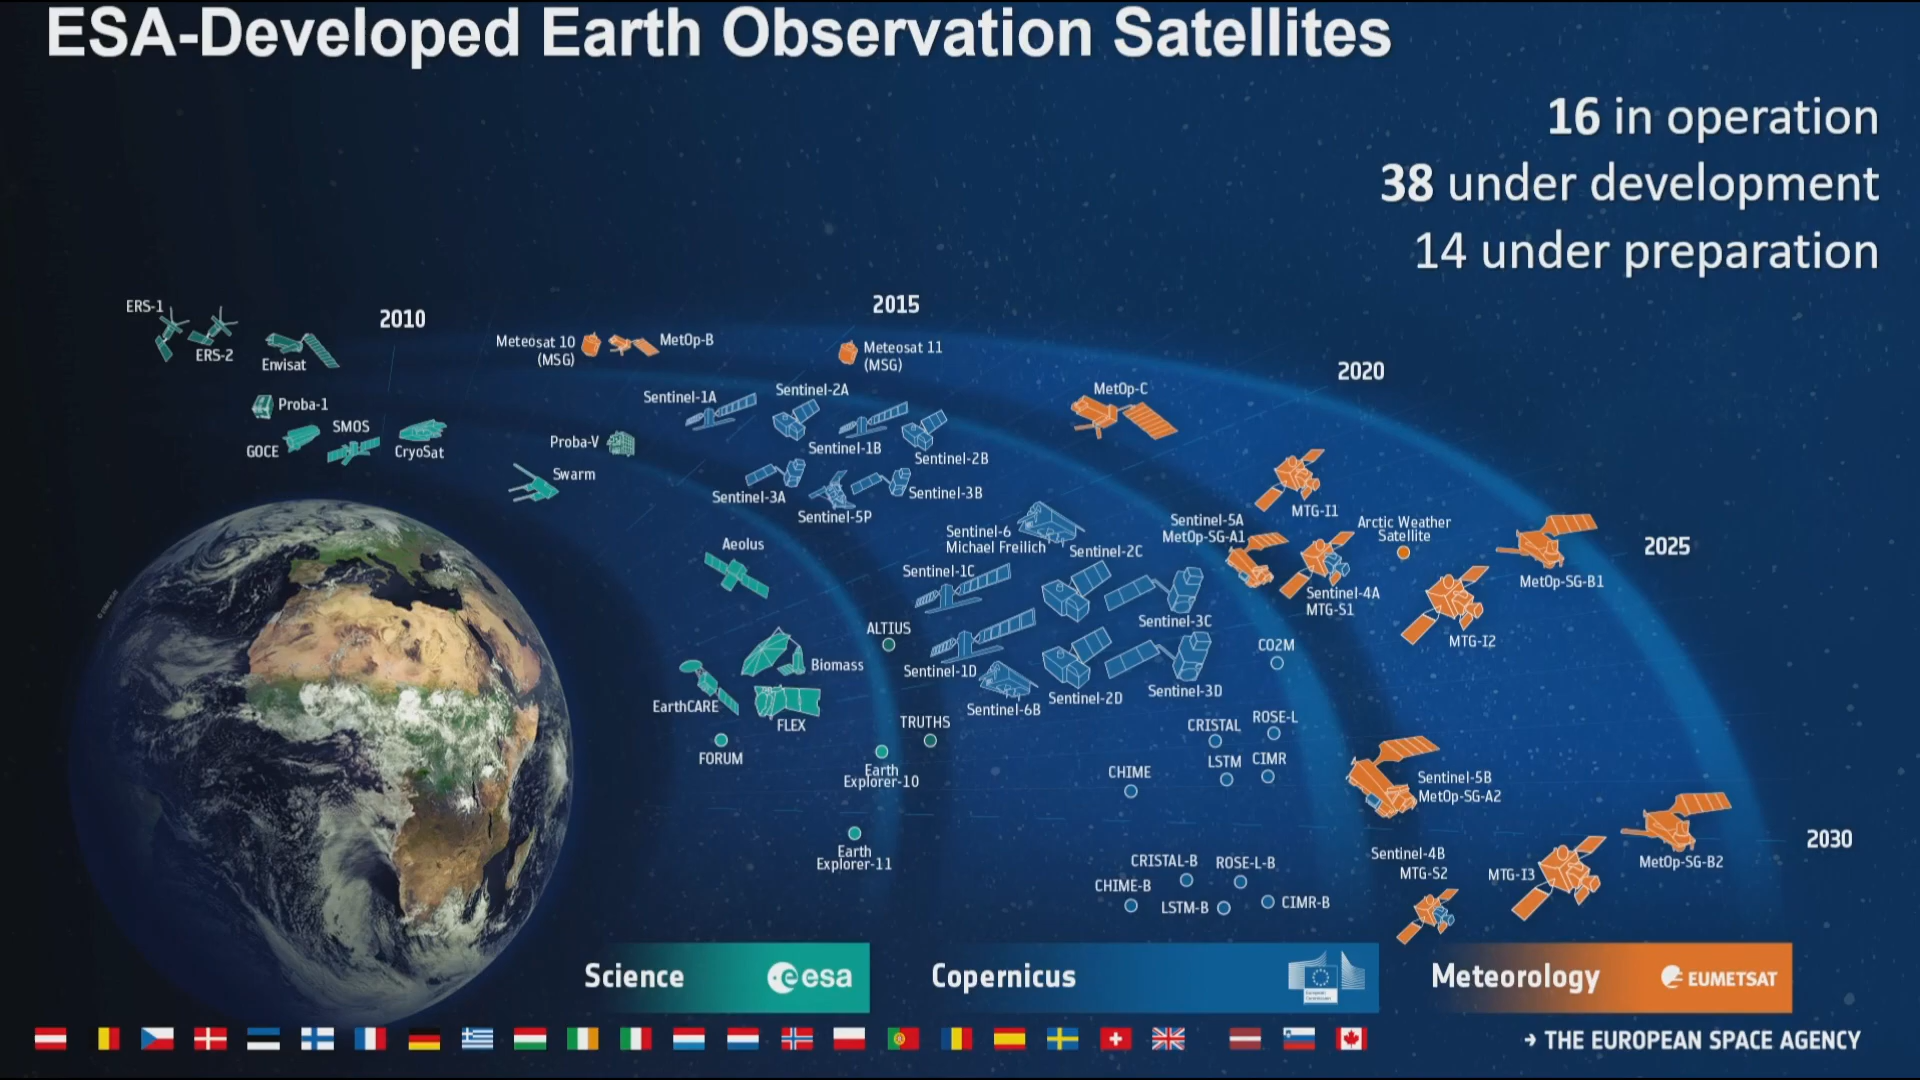 ESA-Developed Earth Observation Satellites
16 in operation
38 under development
14 under preparation
2010
2015
2020
2025
2030
ERS-1
ERS-2
Envisat
Proba-1
GOCE
SMOS
CryoSat
Meteosat 10
(MSG)
MetOp-B
Meteosat 11
(MSG)
Proba-V
Swarm
Sentinel-1A
Sentinel-2A
Sentinel-1B
Sentinel-2B
Sentinel-3A
Sentinel-5P
Sentinel-3B
MetOp-C
Aeolus
Sentinel-6
Michael Freilich
Sentinel-2C
Sentinel-1C
Sentinel-3C
Sentinel-5A
MetOp-SG-A1
MTG-I1
Arctic Weather
Satellite
Sentinel-4A
MTG-S1
MTG-I2
MetOp-SG-B1
ALTIUS
Biomass
EarthCARE
FLEX
FORUM
TRUTHS
Earth
Explorer-10
Earth
Explorer-11
Sentinel-1D
Sentinel-6B
Sentinel-2D
Sentinel-3D
CO2M
CRISTAL
ROSE-L
LSTM
CIMR
CHIME
CRISTAL-B
ROSE-L-B
CHIME-B
LSTM-B
CIMR-B
Sentinel-5B
MetOp-SG-A2
Sentinel-4B
MTG-S2
MTG-I3
MetOp-SG-B2
Science
esa
Copernicus
Meteorology
EUMETSAT
→ THE EUROPEAN SPACE AGENCY